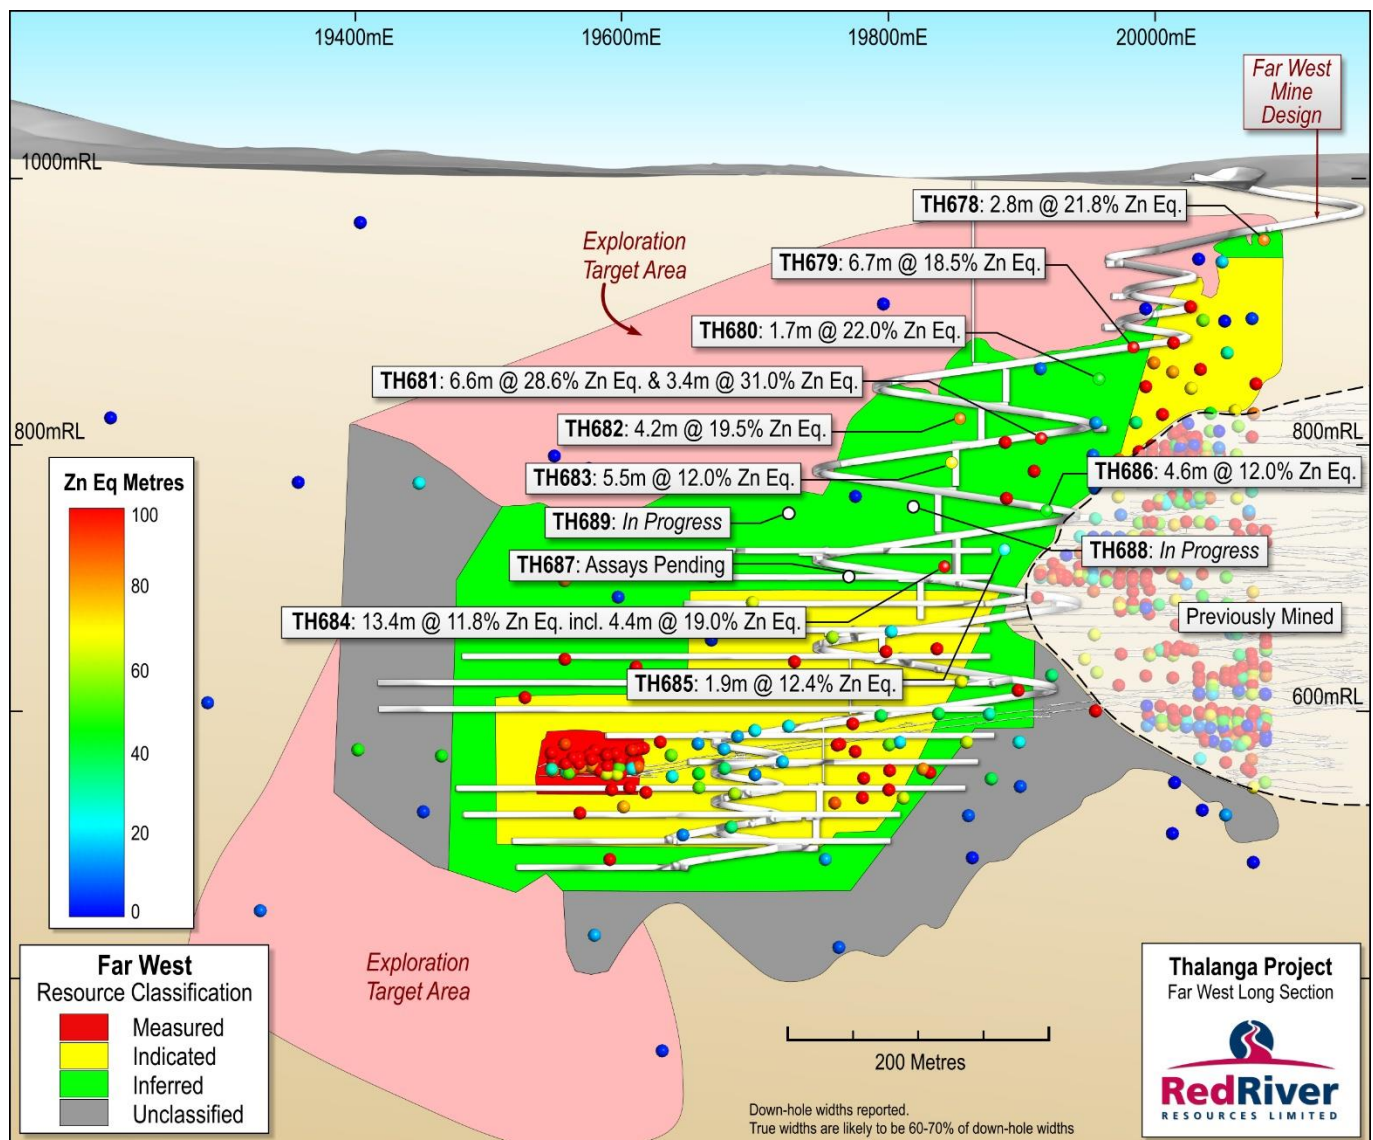 19400mE
19600mE
19800mE
20000mE
Far West
Mine
Design
1000mRL
TH678: 2.8m @ 21.8% Zn Eq.
Exploration
Target Area
TH679: 6.7m @ 18.5% Zn Eq.
TH680: 1.7m @ 22.0% Zn Eq.
TH681: 6.6m @ 28.6% Zn Eq. & 3.4m @ 31.0% Zn Eq.
TH682: 4.2m @ 19.5% Zn Eq.
800mRL
800mRL
TH683: 5.5m @ 12.0% Zn Eq.
TH686: 4.6m @ 12.0% Zn Eq.
TH689: In Progress
TH688: In Progress
TH687: Assays Pending
TH684: 13.4m @ 11.8% Zn Eq. incl. 4.4m @ 19.0% Zn Eq.
Previously Mined
TH685: 1.9m @ 12.4% Zn Eq.
600mRL
Zn Eq Metres
100
80
60
40
20
0
Far West
Resource Classification
Measured
Indicated
Inferred
Unclassified
Exploration
Target Area
200 Metres
Down-hole widths reported.
True widths are likely to be 60-70% of down-hole widths
Thalanga Project
Far West Long Section
RedRiver
RESOURCES LIMITED